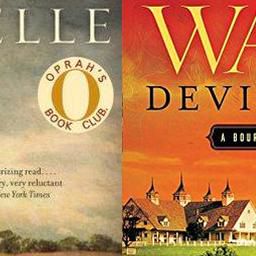 ELLE
OPRAH'S
O
BOOK CLUB.
rizing read. . . .
ry, very reluctant
New York Times
WA
DEVI
A BOUR